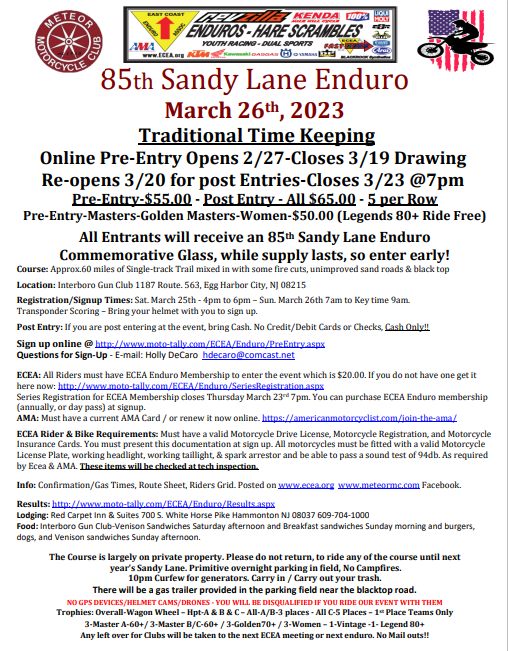 METEOR
MOTORCYCLE CLUB
EAST COAST
ENDURO
AMA
ECEA
REVZILLA
KENDA
100%
ENDUROS - HARE SCRAMBLES
YOUTH RACING - DUAL SPORTS
www.ECEA.org
KTM
Kawasaki
GASGAS
YAMAHA
85th Sandy Lane Enduro
March 26th, 2023
Traditional Time Keeping
Online Pre-Entry Opens 2/27-Closes 3/19 Drawing
Re-opens 3/20 for post Entries-Closes 3/23 @7pm
Pre-Entry-$55.00 - Post Entry - All $65.00 - 5 per Row
Pre-Entry-Masters-Golden Masters-Women-$50.00 (Legends 80+ Ride Free)
All Entrants will receive an 85th Sandy Lane Enduro
Commemorative Glass, while supply lasts, so enter early!
Course: Approx.60 miles of Single-track Trail mixed in with some fire cuts, unimproved sand roads & black top
Location: Interboro Gun Club 1187 Route. 563, Egg Harbor City, NJ 08215
Registration/Signup Times: Sat. March 25th - 4pm to 6pm – Sun. March 26th 7am to Key time 9am.
Transponder Scoring – Bring your helmet with you to sign up.
Post Entry: If you are post entering at the event, bring Cash. No Credit/Debit Cards or Checks, Cash Only!!
Sign up online @ http://www.moto-tally.com/ECEA/Enduro/PreEntry.aspx
Questions for Sign-Up - E-mail: Holly DeCaro hdecaro@comcast.net
ECEA: All Riders must have ECEA Enduro Membership to enter the event which is $20.00. If you do not have one get it
here now: http://www.moto-tally.com/ECEA/Enduro/SeriesRegistration.aspx
Series Registration for ECEA Membership closes Thursday March 23rd 7pm. You can purchase ECEA Enduro membership
(annually, or day pass) at signup.
AMA: Must have a current AMA Card / or renew it now online. https://americanmotorcyclist.com/join-the-ama/
ECEA Rider & Bike Requirements: Must have a valid Motorcycle Drive License, Motorcycle Registration, and Motorcycle
Insurance Cards. You must present this documentation at sign up. All motorcycles must be fitted with a valid Motorcycle
License Plate, working headlight, working taillight, & spark arrestor and be able to pass a sound test of 94db. As required
by Ecea & AMA. These items will be checked at tech inspection.
Info: Confirmation/Gas Times, Route Sheet, Riders Grid. Posted on www.ecea.org www.meteormc.com Facebook.
Results: http://www.moto-tally.com/ECEA/Enduro/Results.aspx
Lodging: Red Carpet Inn & Suites 700 S. White Horse Pike Hammonton NJ 08037 609-704-1000
Food: Interboro Gun Club-Venison Sandwiches Saturday afternoon and Breakfast sandwiches Sunday morning and burgers,
dogs, and Venison sandwiches Sunday afternoon.
The Course is largely on private property. Please do not return, to ride any of the course until next
year's Sandy Lane. Primitive overnight parking in field, No Campfires.
10pm Curfew for generators. Carry in / Carry out your trash.
There will be a gas trailer provided in the parking field near the blacktop road.
NO GPS DEVICES/HELMET CAMS/DRONES - YOU WILL BE DISQUALIFIED IF YOU RIDE OUR EVENT WITH THEM
Trophies: Overall-Wagon Wheel – Hpt-A & B & C – All-A/B-3 places - All C-5 Places – 1st Place Teams Only
3-Master A-60+/ 3-Master B/C-60+ / 3-Golden70+ / 3-Women – 1-Vintage -1- Legend 80+
Any left over for Clubs will be taken to the next ECEA meeting or next enduro. No Mail outs!!